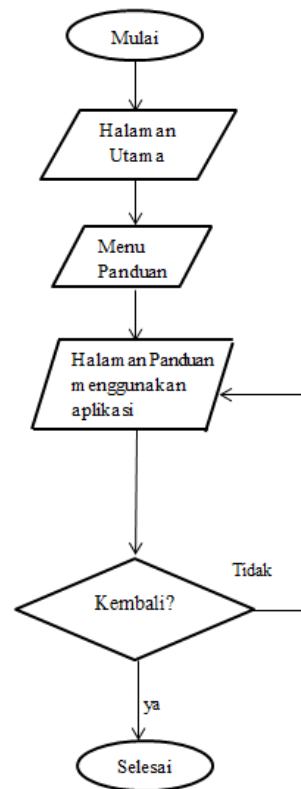 Mulai
Halaman
Utama
Menu
Panduan
Halaman Panduan
menggunakan
aplikasi
Tidak
Kembali?
ya
Selesai